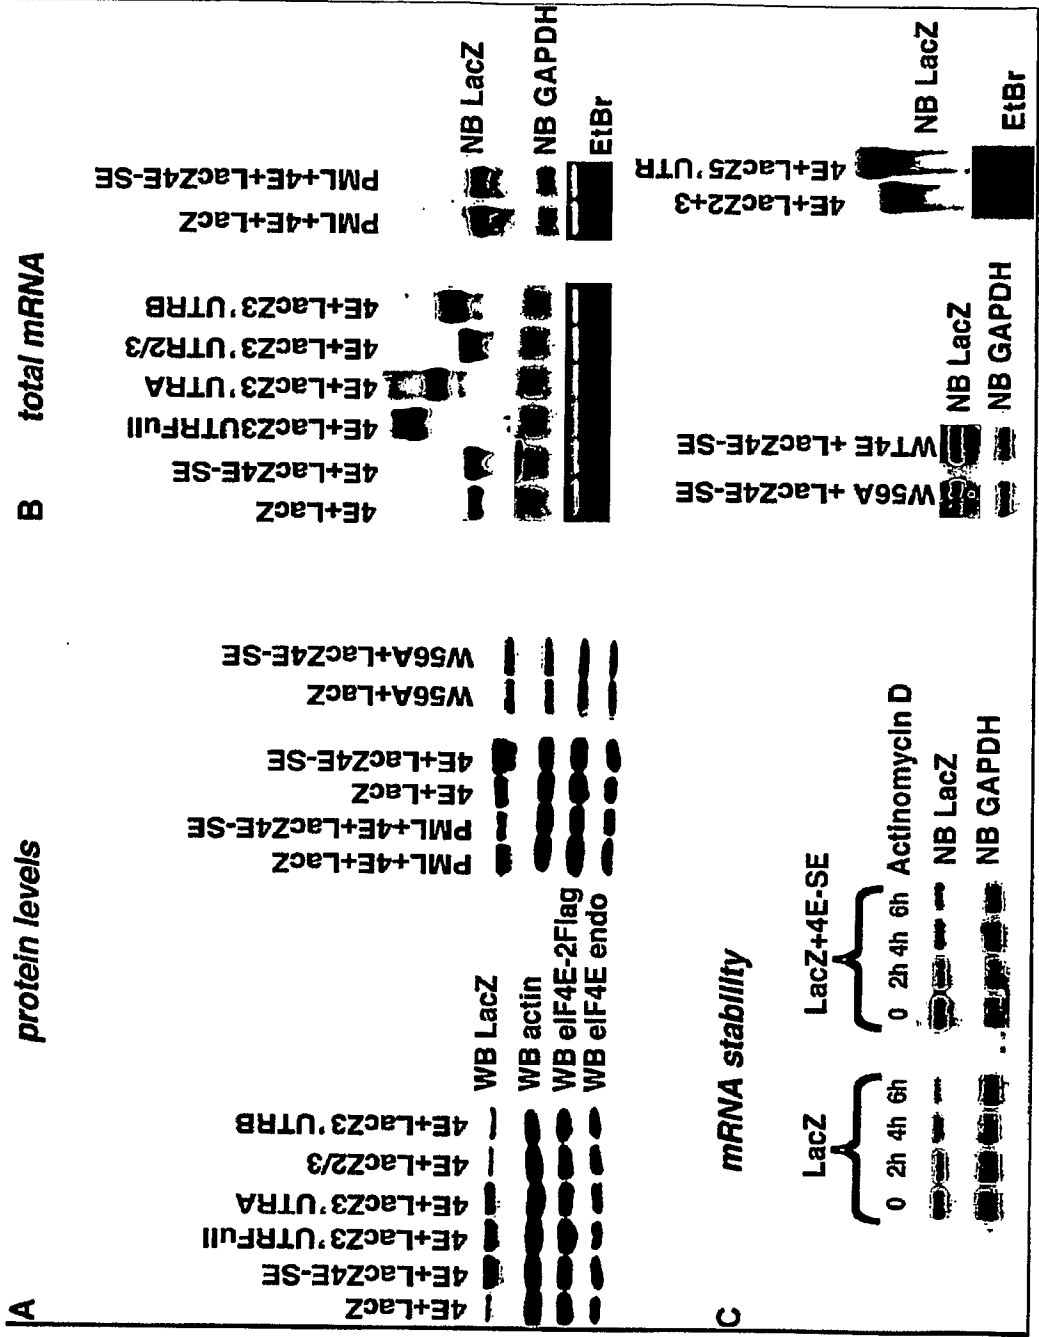 A
protein levels
4E+LacZ
4E+LacZ4E-SE
4E+LacZ3'UTRFull
4E+LacZ3'UTRA
4E+LacZ2/3
4E+LacZ3'UTRB
WB LacZ
WB actin
WB eIF4E-2Flag
WB eIF4E endo
PML+4E+LacZ
PML+4E+LacZ4E-SE
4E+LacZ
4E+LacZ4E-SE
W56A+LacZ
W56A+LacZ4E-SE
B
total mRNA
4E+LacZ
4E+LacZ4E-SE
4E+LacZ3UTRFull
4E+LacZ3'UTRA
4E+LacZ3'UTR2/3
4E+LacZ3'UTRB
PML+4E+LacZ
PML+4E+LacZ4E-SE
NB LacZ
NB GAPDH
EtBr
W56A +LacZ4E-SE
WT4E +LacZ4E-SE
NB LacZ
NB GAPDH
4E+LacZ2+3
4E+LacZ5'UTR
NB LacZ
EtBr
C
mRNA stability
LacZ
LacZ+4E-SE
0 2h 4h 6h
0 2h 4h 6h
Actinomycin D
NB LacZ
NB GAPDH